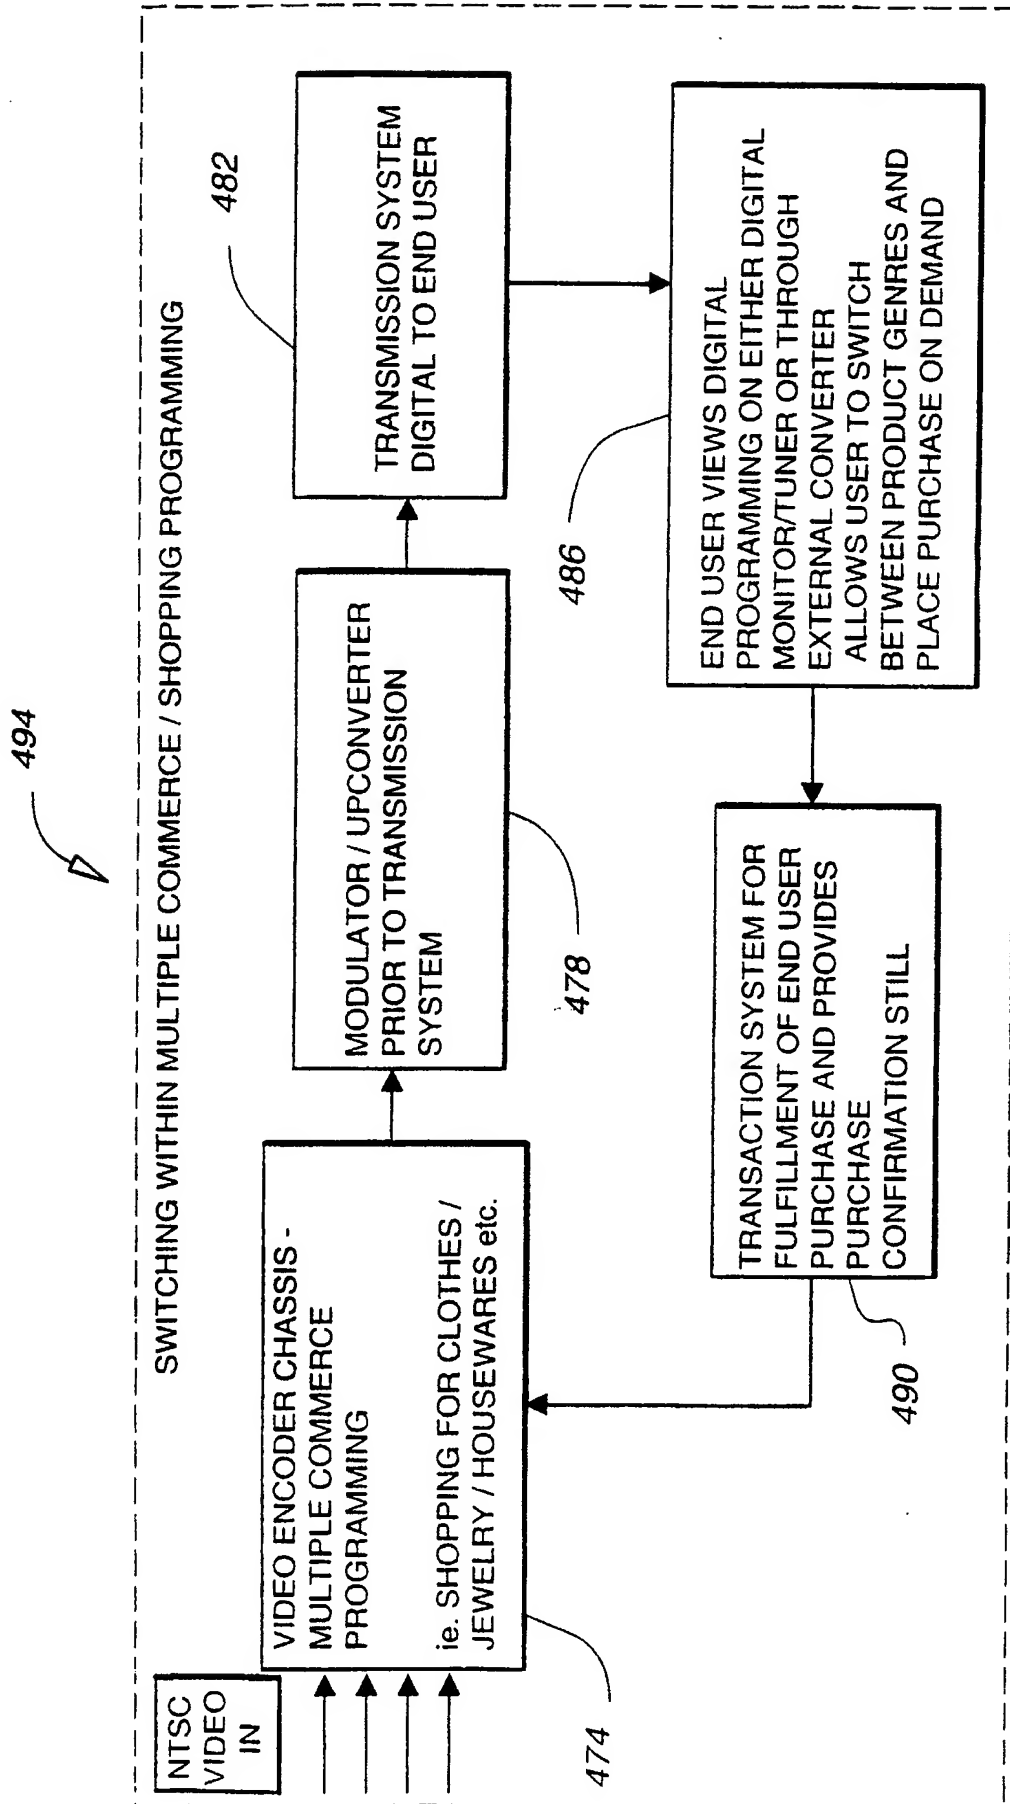 494
SWITCHING WITHIN MULTIPLE COMMERCE / SHOPPING PROGRAMMING
NTSC
VIDEO
IN
VIDEO ENCODER CHASSIS -
MULTIPLE COMMERCE
PROGRAMMING
ie. SHOPPING FOR CLOTHES /
JEWELRY / HOUSEWARES etc.
474
MODULATOR / UPCONVERTER
PRIOR TO TRANSMISSION
SYSTEM
478
TRANSMISSION SYSTEM
DIGITAL TO END USER
482
END USER VIEWS DIGITAL
PROGRAMMING ON EITHER DIGITAL
MONITOR/TUNER OR THROUGH
EXTERNAL CONVERTER
ALLOWS USER TO SWITCH
BETWEEN PRODUCT GENRES AND
PLACE PURCHASE ON DEMAND
486
TRANSACTION SYSTEM FOR
FULFILLMENT OF END USER
PURCHASE AND PROVIDES
PURCHASE
CONFIRMATION STILL
490